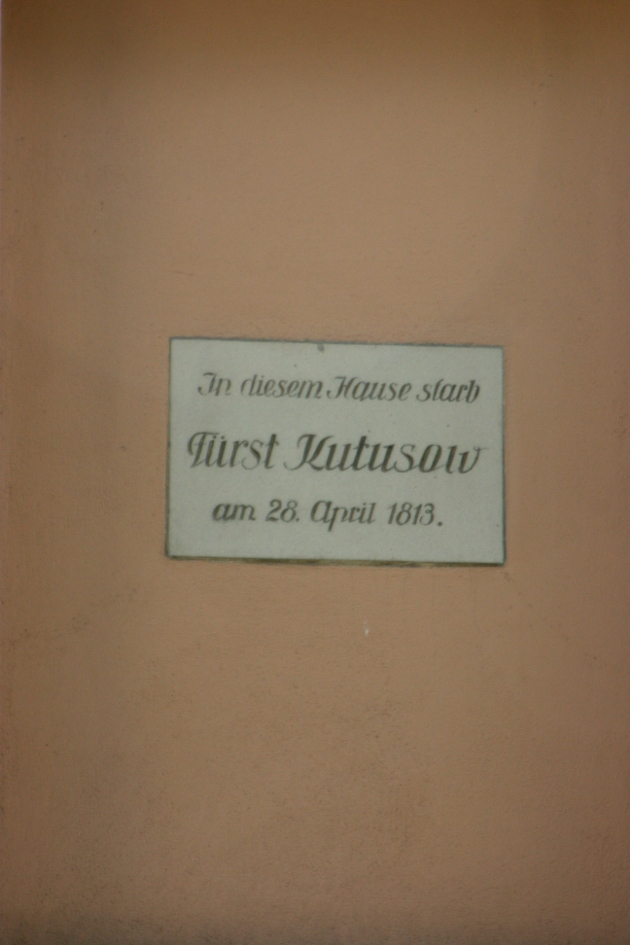 In diesem Hause starb
Fürst Kutusow
am 28. April 1813.